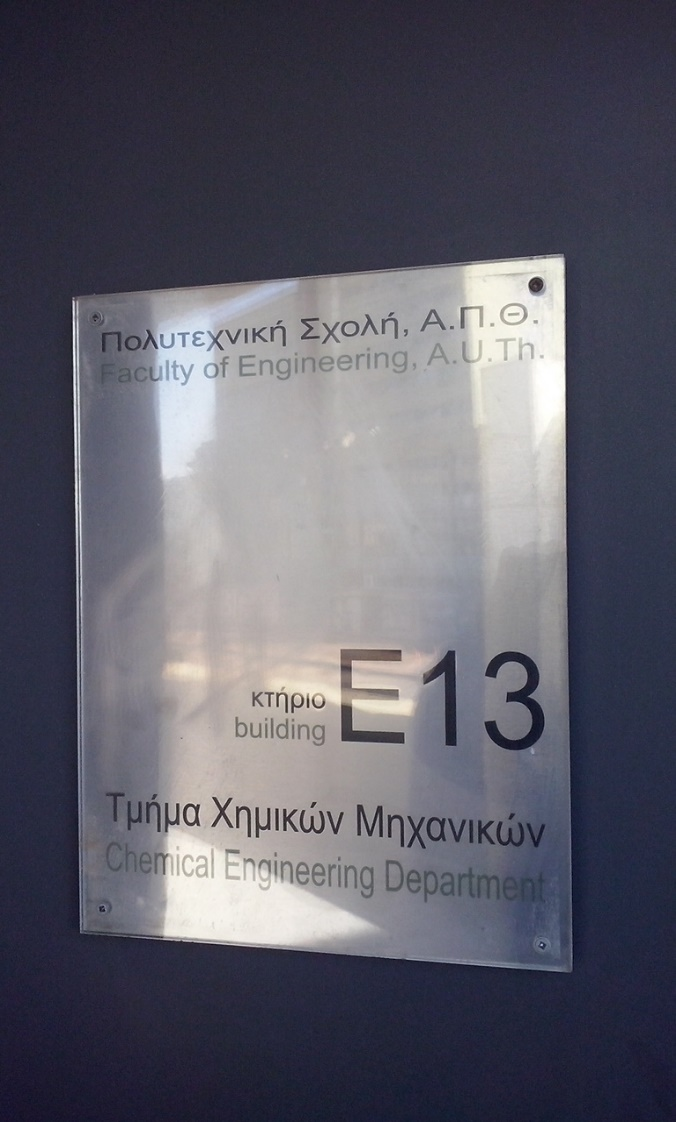 Πολυτεχνική Σχολή, Α.Π.Θ.
Faculty of Engineering, A.U.Th.
κτήριο
building
E13
Τμήμα Χημικών Μηχανικών
Chemical Engineering Department